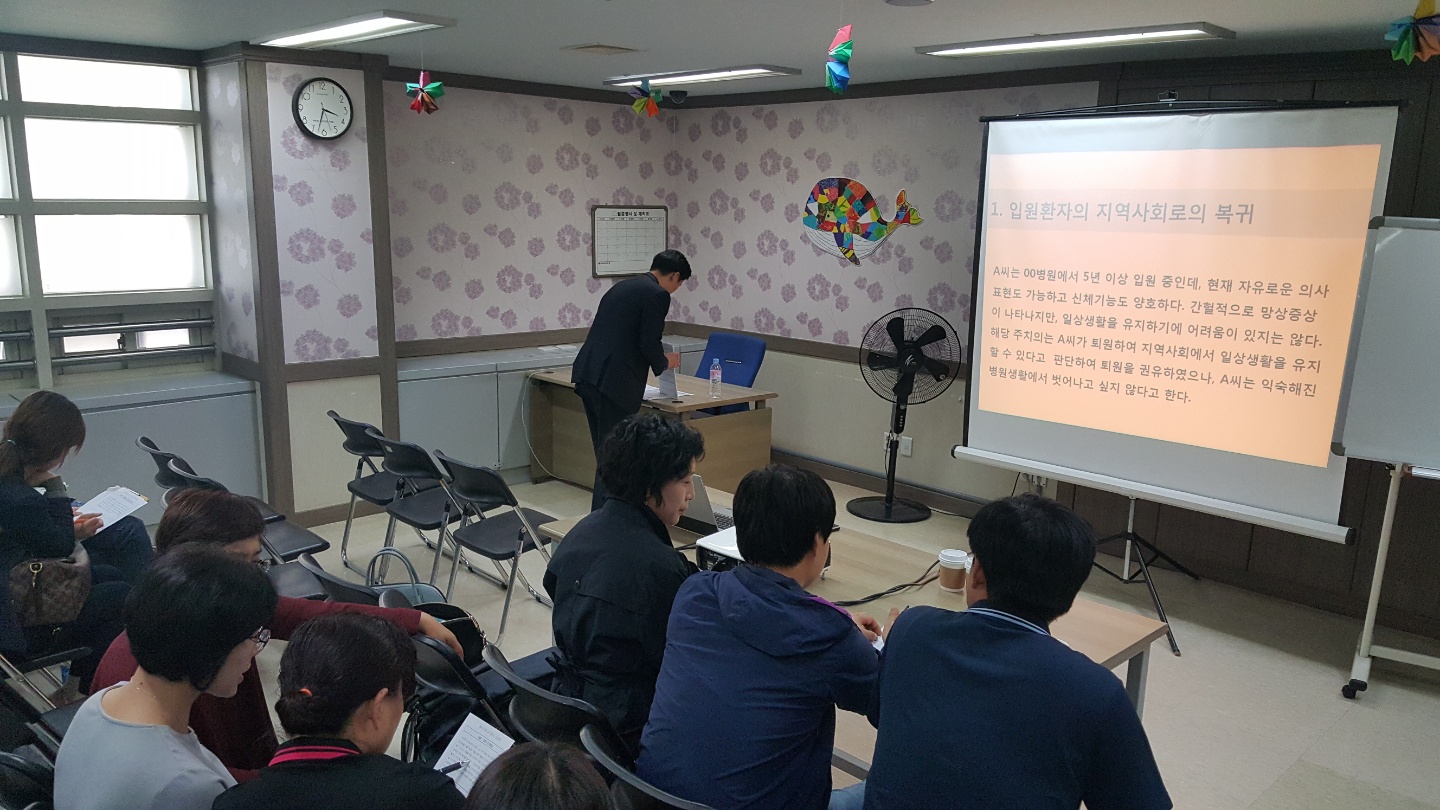 1. 입원환자의 지역사회로의 복귀
A씨는 00병원에서 5년 이상 입원 중인데, 현재 자유로운 의사
표현도 가능하고 신체기능도 양호하다. 간헐적으로 망상증상
이 나타나지만, 일상생활을 유지하기에 어려움이 있지는 않다.
해당 주치의는 A씨가 퇴원하여 지역사회에서 일상생활을 유지
할 수 있다고 판단하여 퇴원을 권유하였으나, A씨는 익숙해진
병원생활에서 벗어나고 싶지 않다고 한다.